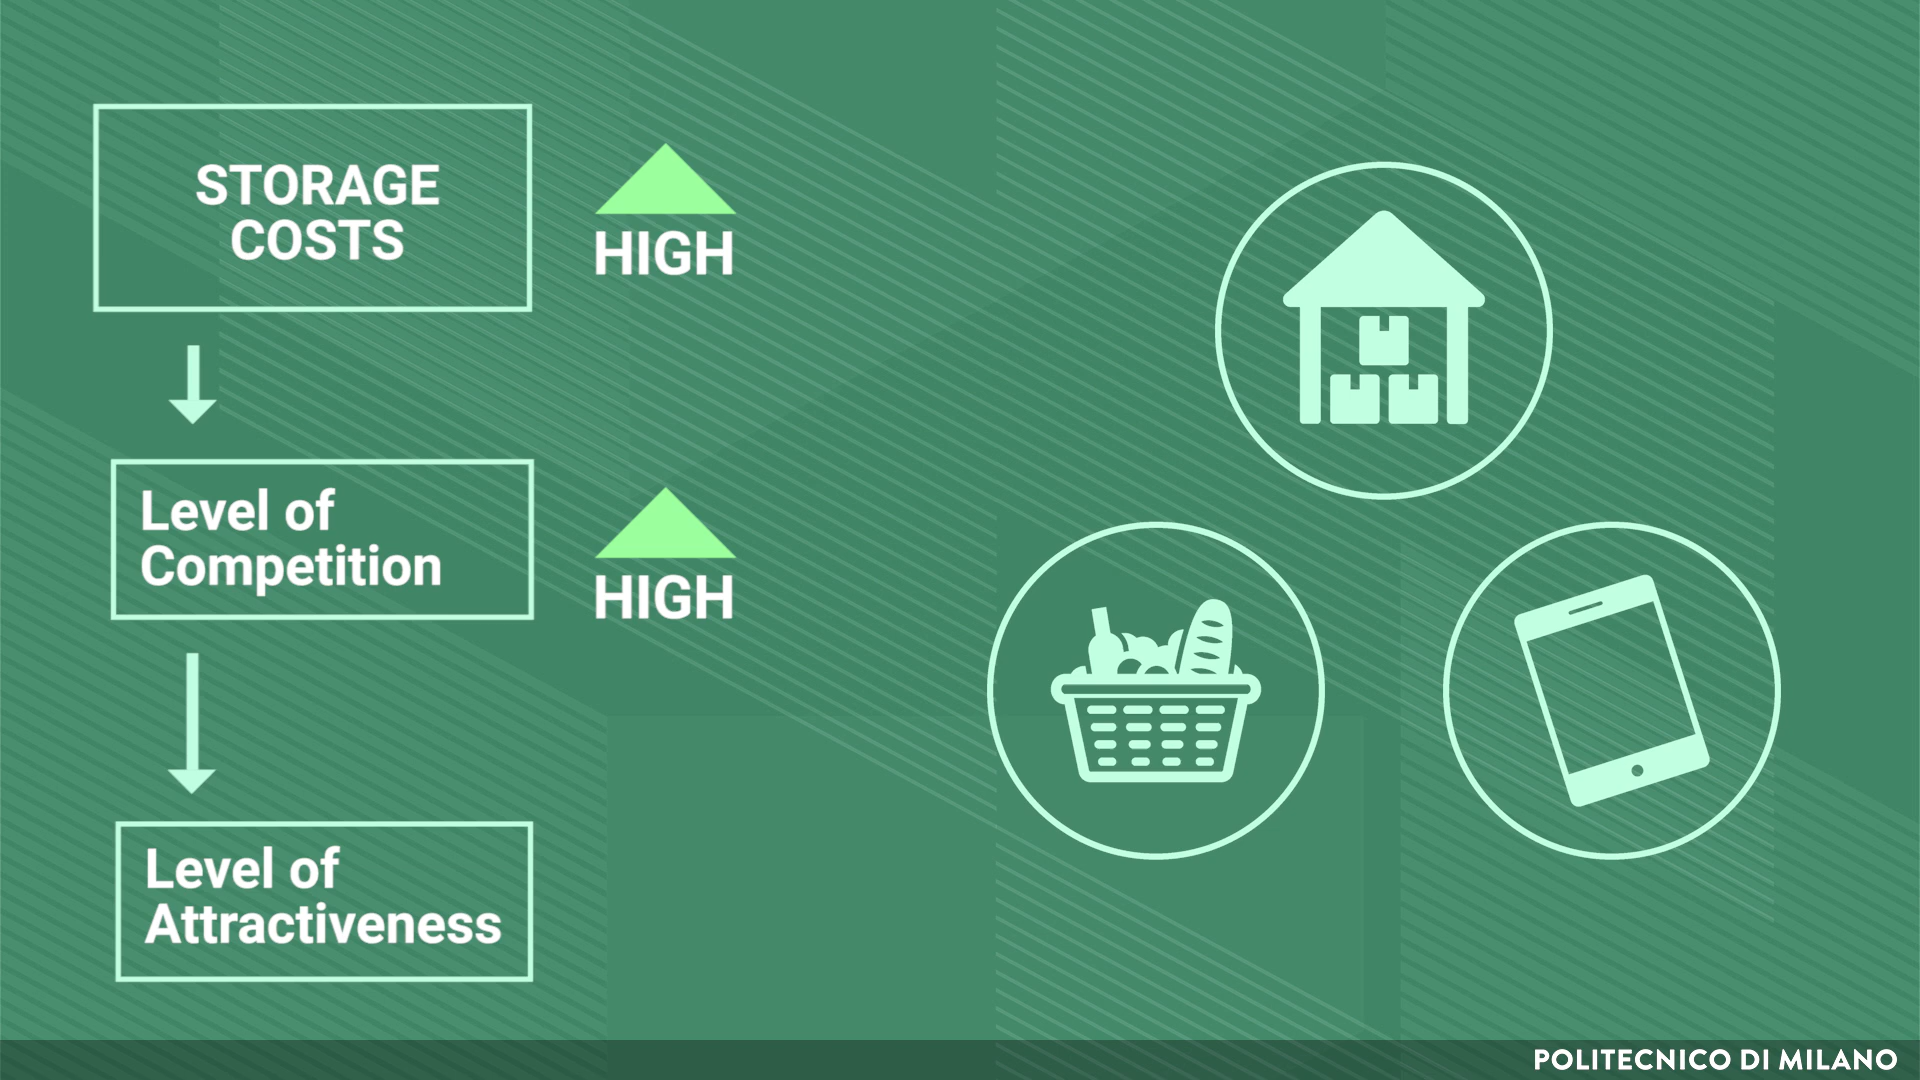 STORAGE
COSTS
HIGH
Level of
Competition
HIGH
Level of
Attractiveness
POLITECNICO DI MILANO